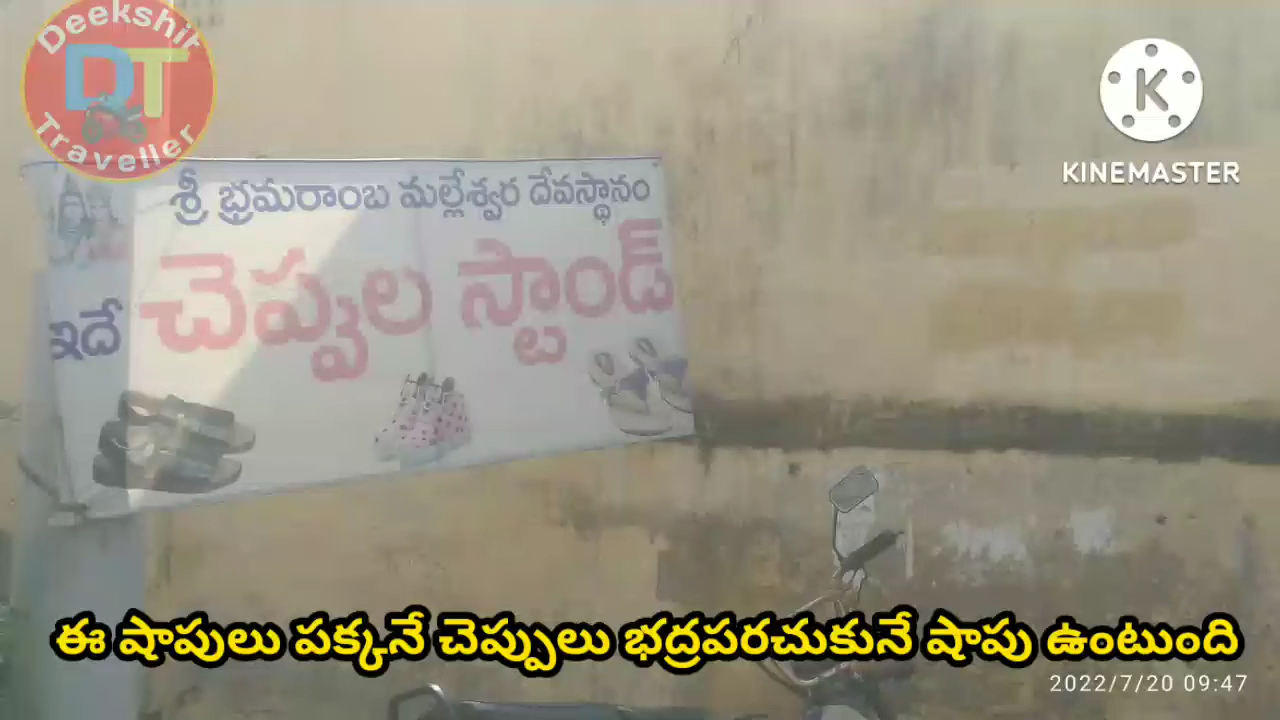 Deekshit
DT
Traveller
KINEMASTER
శ్రీ భ్రమరాంబ మల్లేశ్వర దేవస్థానం
ఇదే చెప్పుల స్టాండ్
ఈ షాపులు పక్కనే చెప్పులు భద్రపరచుకునే షాపు ఉంటుంది
2022/7/20 09:47